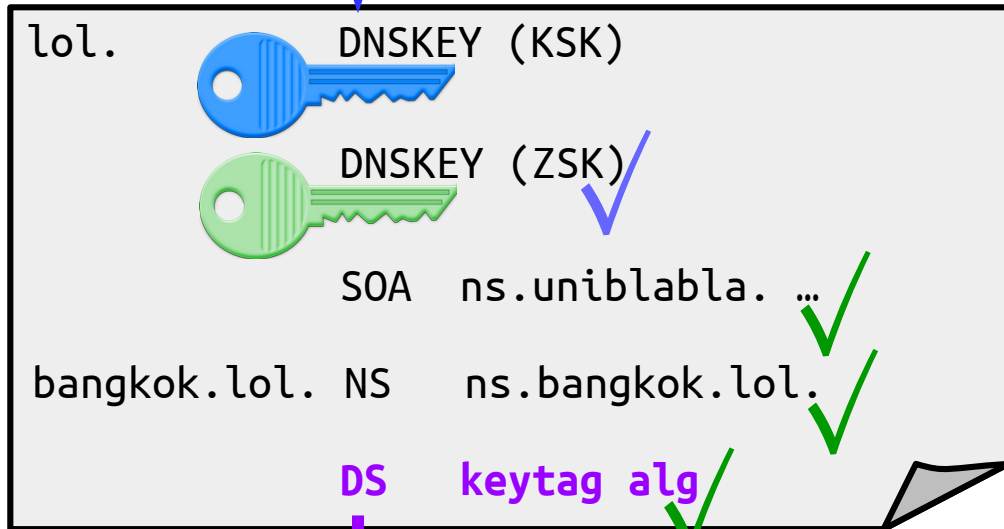 lol. DNSKEY (KSK)
DNSKEY (ZSK)
SOA ns.uniblabla. …
bangkok.lol. NS ns.bangkok.lol.
DS keytag alg